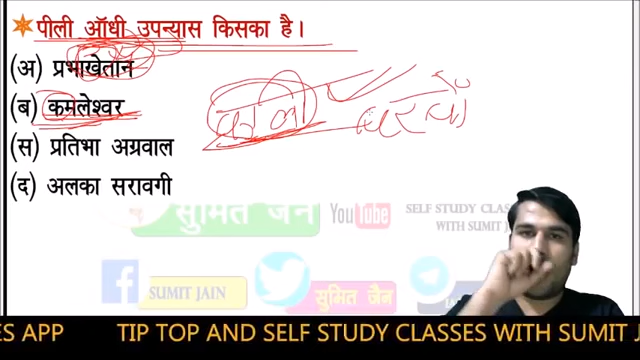 पीली ऑंधी उपन्यास किसका है।
(अ) प्रभाखेतान
(ब) कमलेश्वर
(स) प्रतिभा अग्रवाल
(द) अलका सरावगी
काली
सुमित जैन
YouTube
SELF STUDY CLASSES
WITH SUMIT
SUMIT JAIN
सुमित जैन
ES APP TIP TOP AND SELF STUDY CLASSES WITH SUMIT J